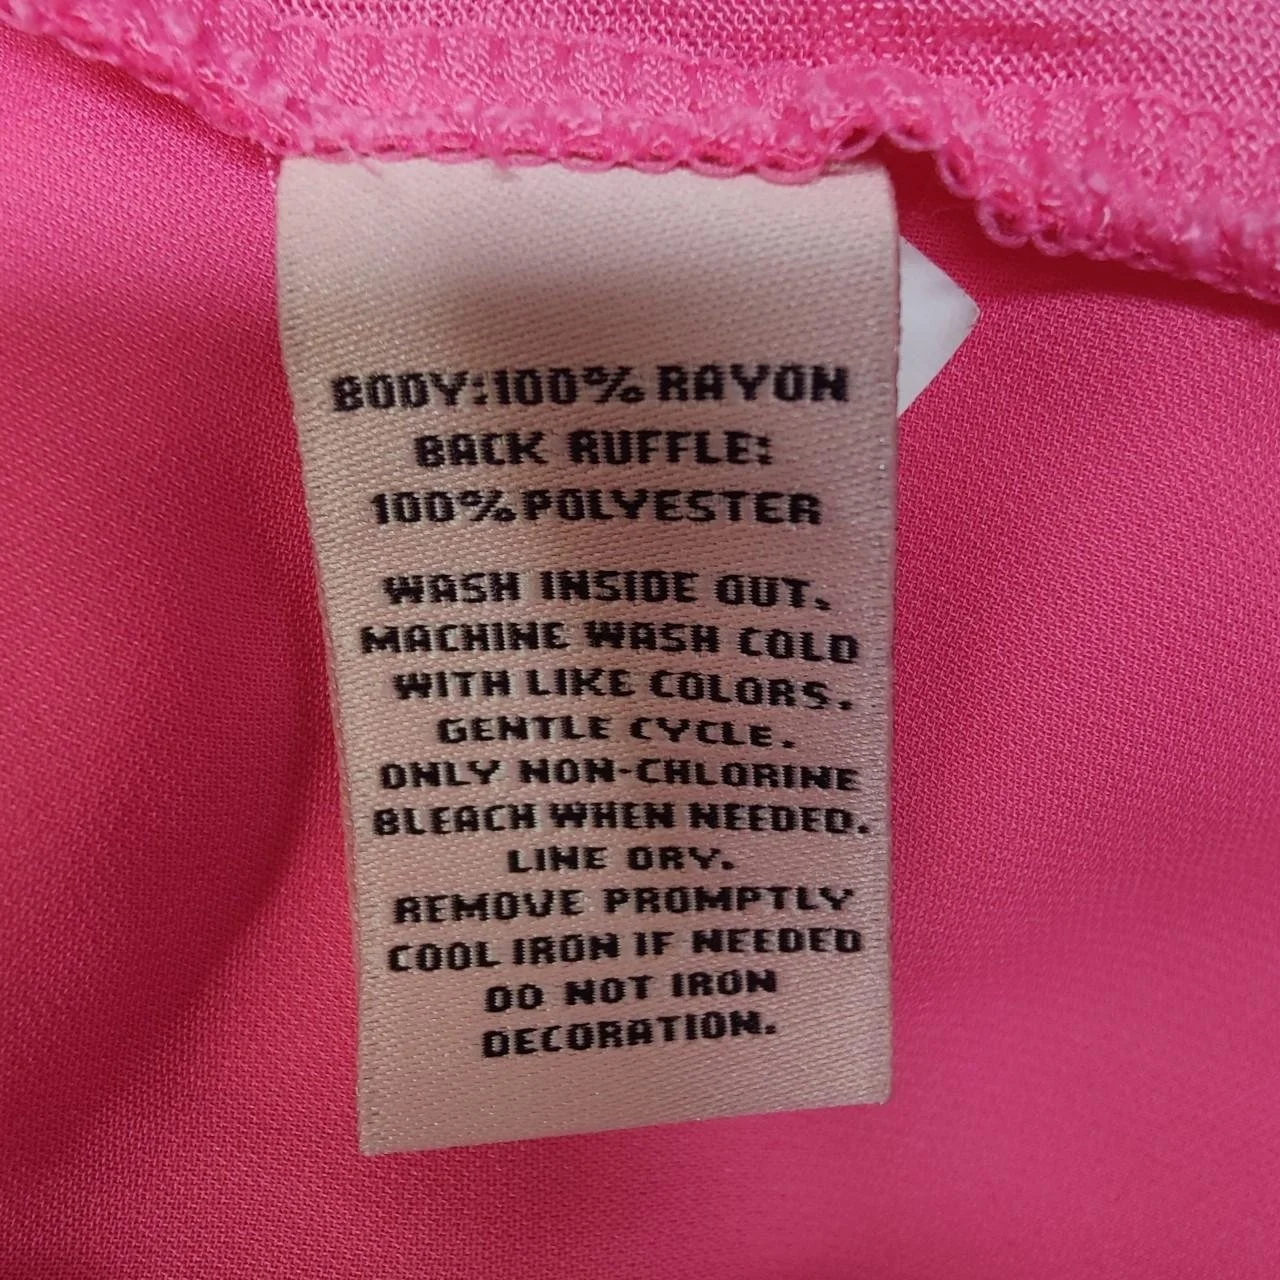 BODY:100% RAYON
BACK RUFFLE:
100% POLYESTER
WASH INSIDE OUT.
MACHINE WASH COLD
WITH LIKE COLORS.
GENTLE CYCLE.
ONLY NON-CHLORINE
BLEACH WHEN NEEDED.
LINE DRY.
REMOVE PROMPTLY
COOL IRON IF NEEDED
DO NOT IRON
DECORATION.